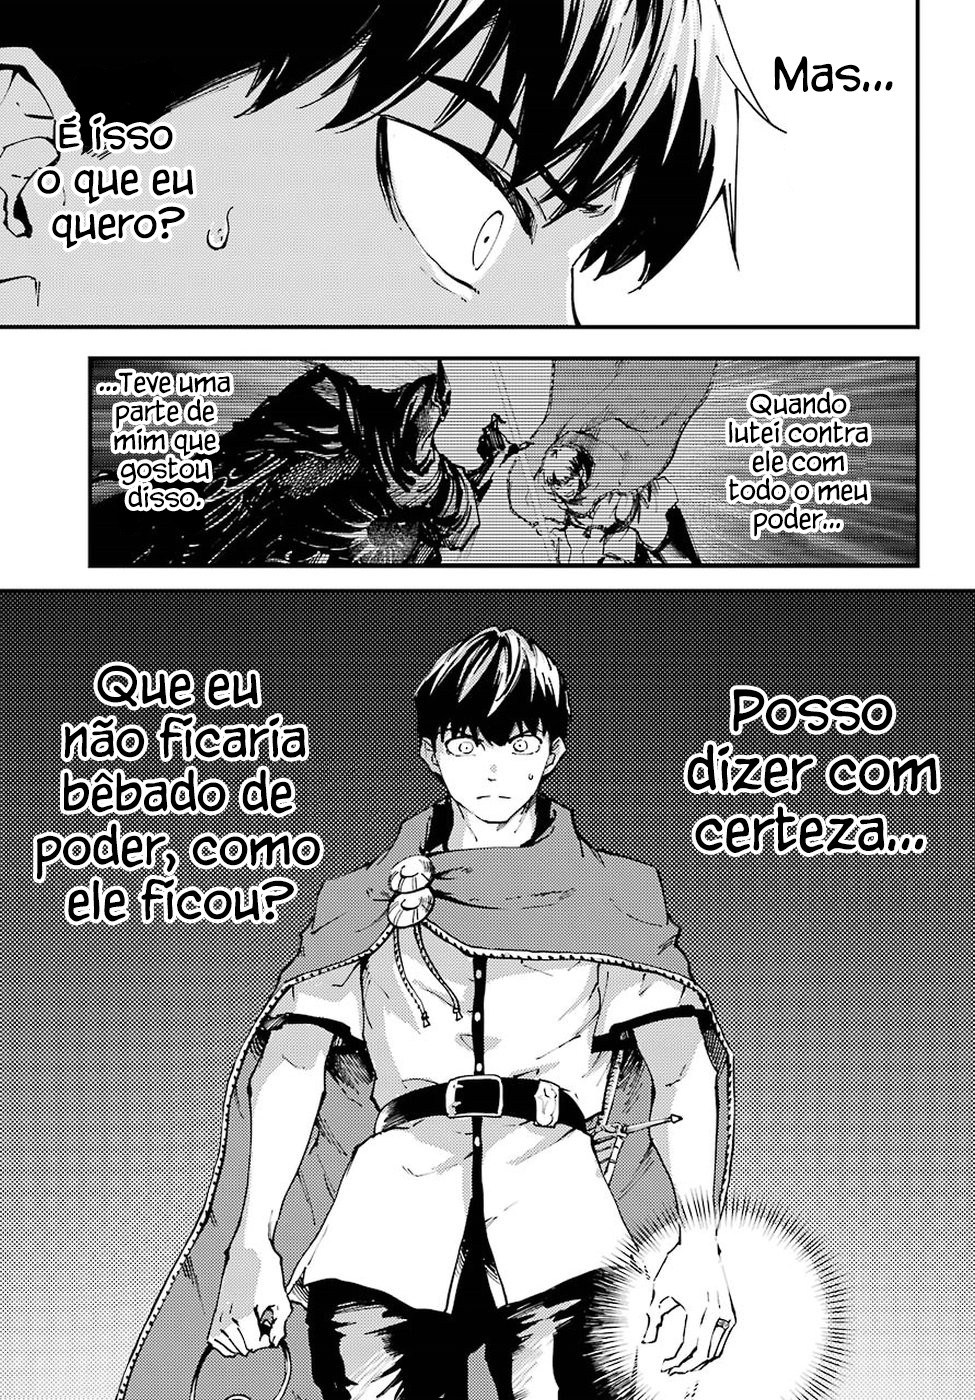 Mas...
É isso
o que eu
quero?
Quando
lutei contra
ele com
todo o meu
poder...
...Teve uma
parte de
mim que
gostou
disso.
Posso
dizer com
certeza...
Que eu
não ficaria
bêbado de
poder, como
ele ficou?